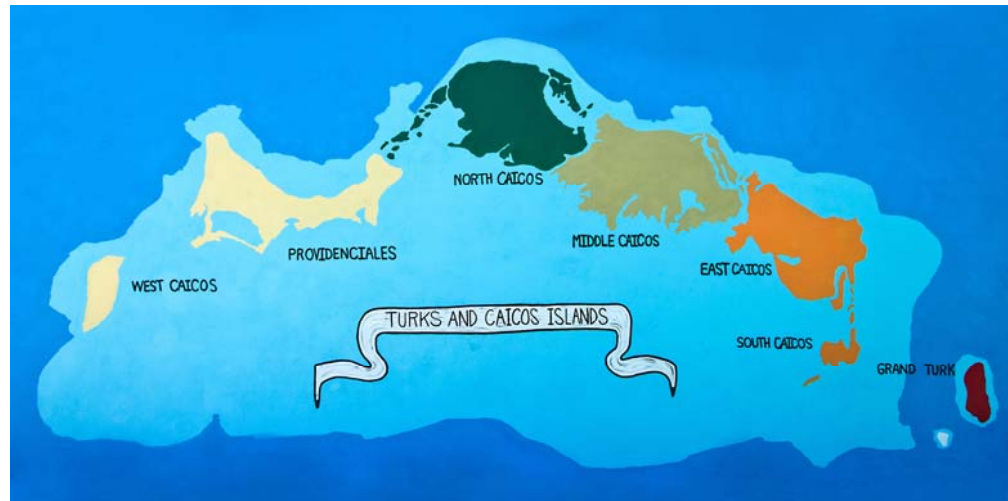 NORTH CAICOS
MIDDLE CAICOS
PROVIDENCIALES
EAST CAICOS
WEST CAICOS
TURKS AND CAICOS ISLANDS
SOUTH CAICOS
GRAND TURK